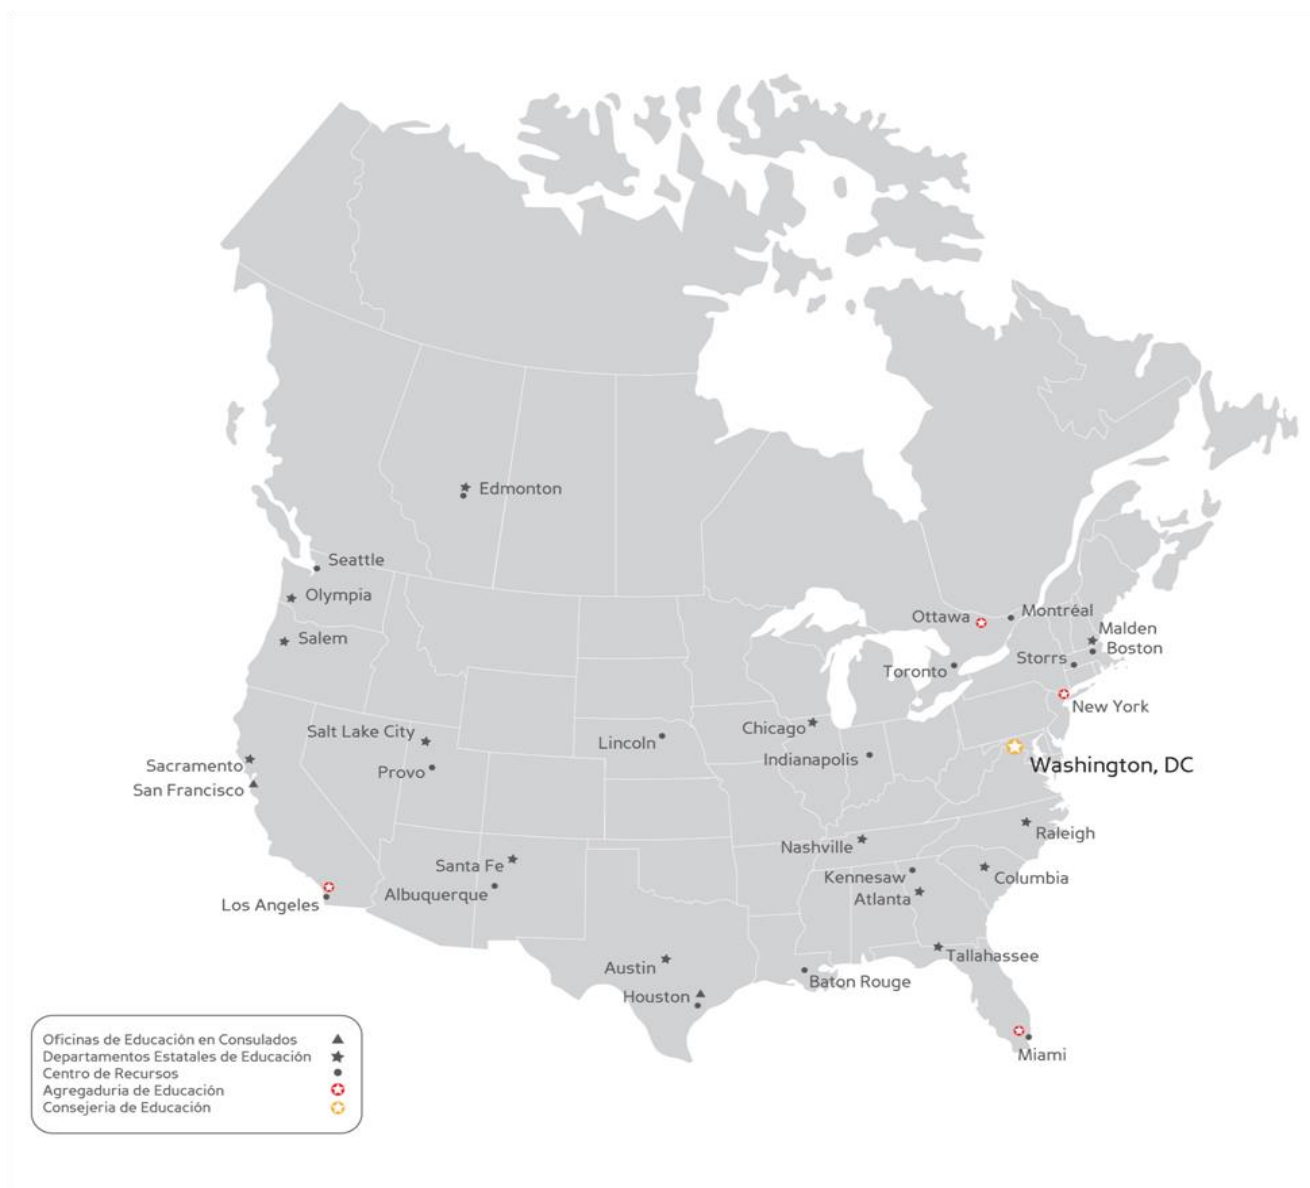 Edmonton
Seattle
Olympia
Salem
Ottawa
Montréal
Malden
Boston
Storrs
Toronto
New York
Salt Lake City
Chicago
Lincoln
Indianapolis
Washington, DC
Sacramento
Provo
San Francisco
Raleigh
Nashville
Santa Fe
Kennesaw
Columbia
Albuquerque
Atlanta
Los Angeles
Tallahassee
Austin
Baton Rouge
Houston
Miami
Oficinas de Educación en Consulados
Departamentos Estatales de Educación
Centro de Recursos
Agregaduria de Educación
Consejeria de Educación